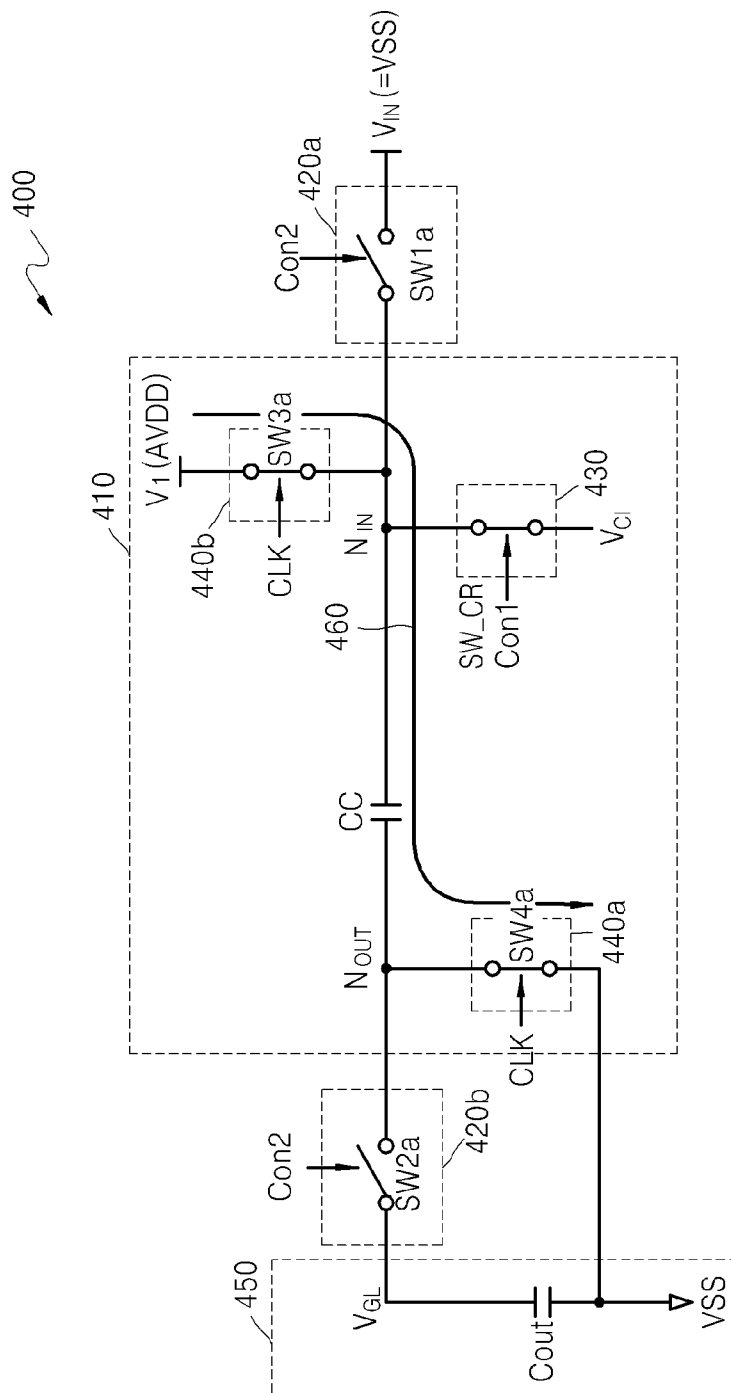 400
410
V₁ (AVDD)
440b
SW3a
CLK
N_IN
460
CC
N_OUT
SW4a
CLK
440a
SW_CR
Con1
430
V_CI
Con2
420a
SW1a
V_IN (=VSS)
Con2
SW2a
420b
450
V_GL
Cout
VSS